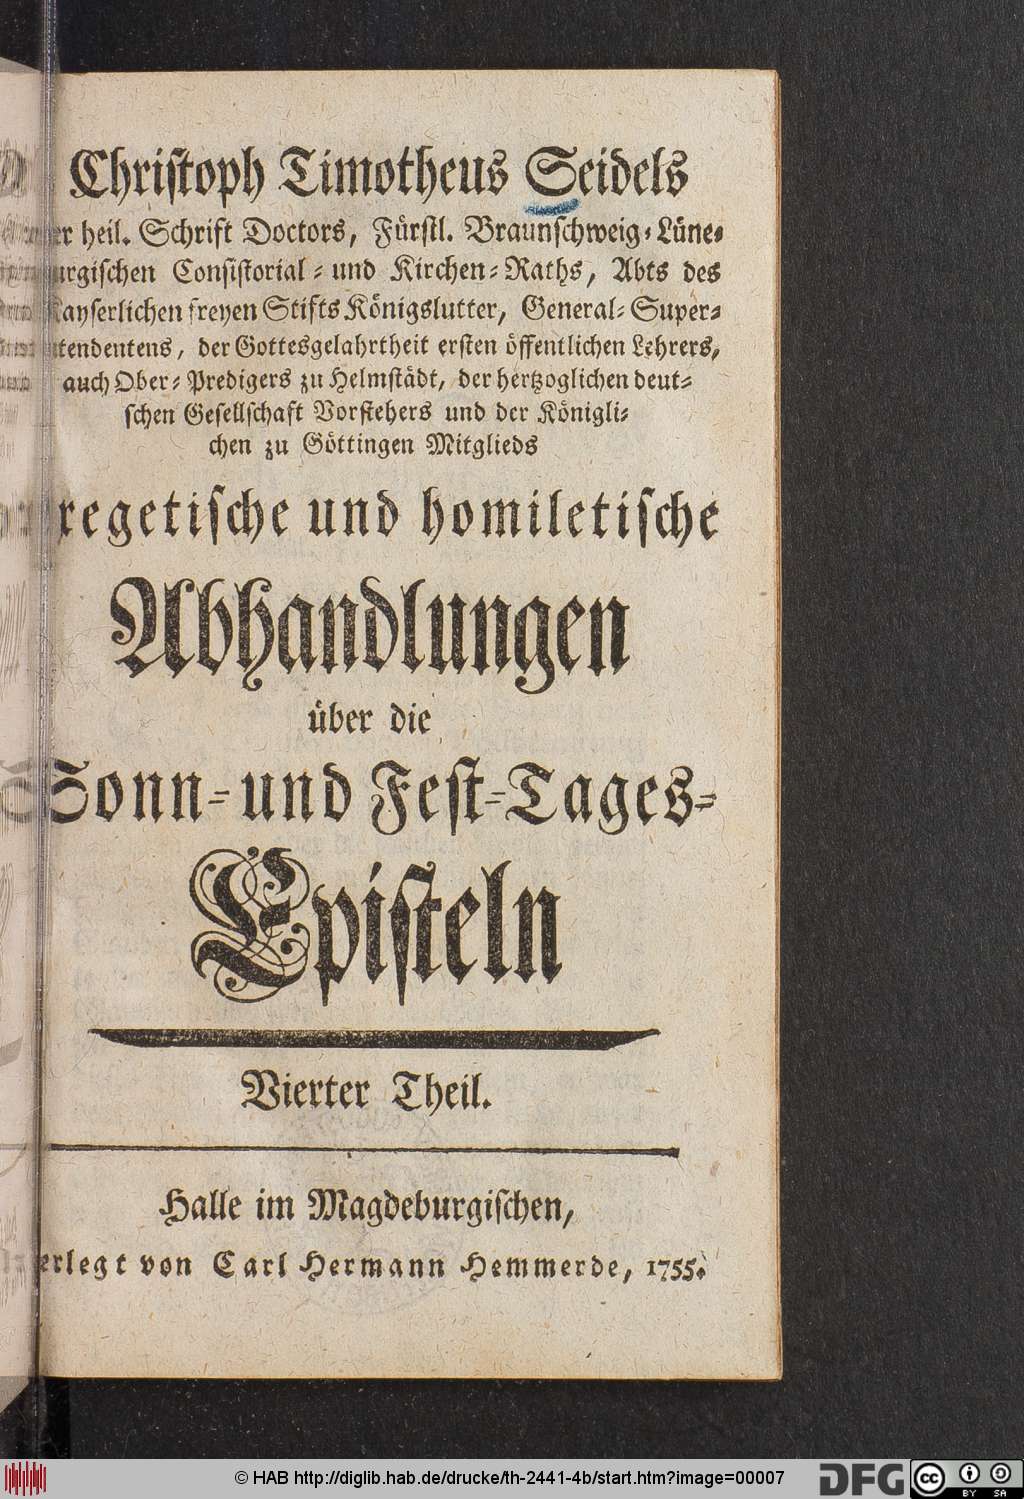 Christoph Timotheus Seidels
er heil. Schrift Doctors, Fürstl. Braunschweig-Lüne-
urgischen Consistorial- und Kirchen-Raths, Abts des
Kayserlichen freyen Stifts Königslutter, General-Super-
ntendentens, der Gottesgelahrtheit ersten öffentlichen Lehrers,
auch Ober-Predigers zu Helmstädt, der hertzoglichen deut-
schen Gesellschaft Vorstehers und der Königli-
chen zu Göttingen Mitglieds
regetische und homiletische
Abhandlungen
über die
Sonn- und Fest-Tages-
Episteln
Vierter Theil.
Halle im Magdeburgischen,
erlegt von Carl Hermann Hemmerde, 1755.
© HAB http://diglib.hab.de/drucke/th-2441-4b/start.htm?image=00007
DFG
cc BY SA